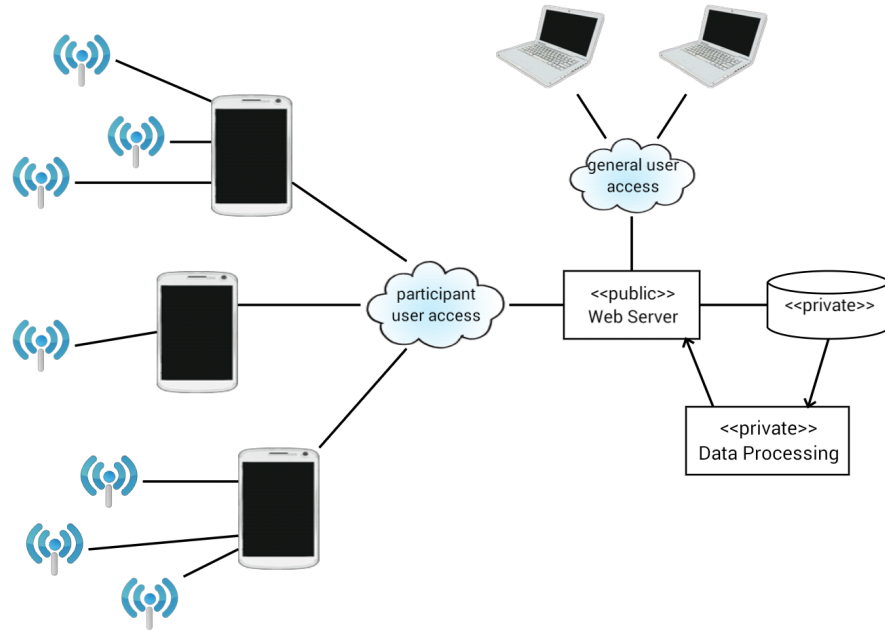 general user
access
participant
user access
<<public>>
Web Server
<<private>>
<<private>>
Data Processing